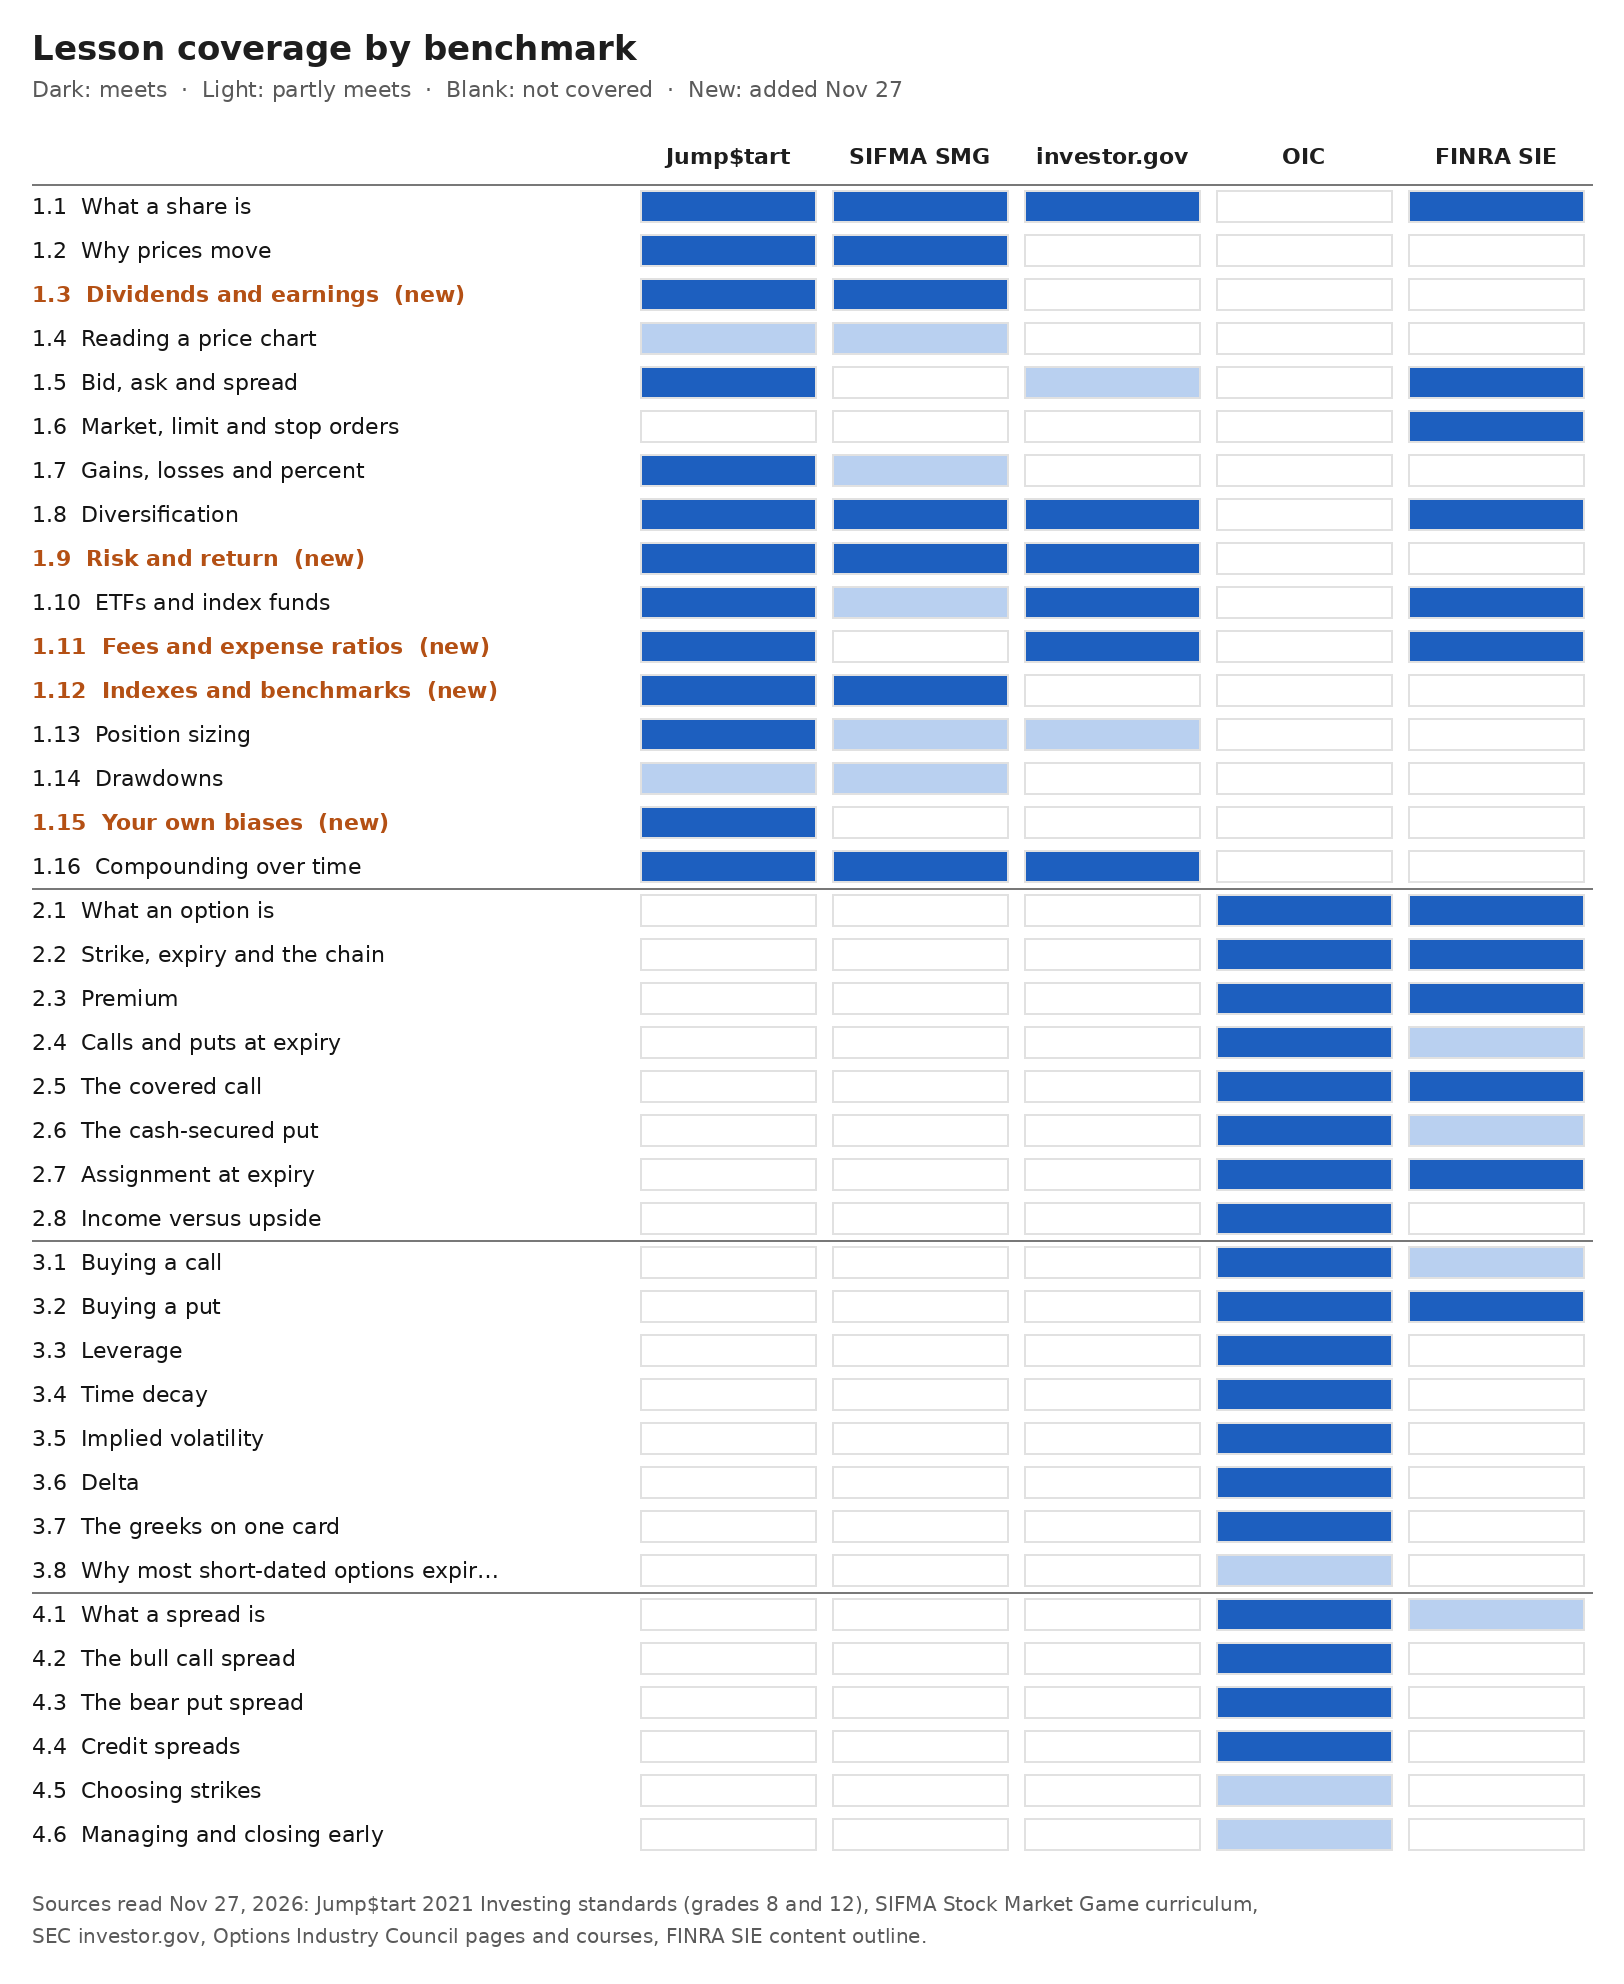 Lesson coverage by benchmark
Dark: meets · Light: partly meets · Blank: not covered · New: added Nov 27
Jump$tart SIFMA SMG investor.gov OIC FINRA SIE
1.1 What a share is
1.2 Why prices move
1.3 Dividends and earnings (new)
1.4 Reading a price chart
1.5 Bid, ask and spread
1.6 Market, limit and stop orders
1.7 Gains, losses and percent
1.8 Diversification
1.9 Risk and return (new)
1.10 ETFs and index funds
1.11 Fees and expense ratios (new)
1.12 Indexes and benchmarks (new)
1.13 Position sizing
1.14 Drawdowns
1.15 Your own biases (new)
1.16 Compounding over time
2.1 What an option is
2.2 Strike, expiry and the chain
2.3 Premium
2.4 Calls and puts at expiry
2.5 The covered call
2.6 The cash-secured put
2.7 Assignment at expiry
2.8 Income versus upside
3.1 Buying a call
3.2 Buying a put
3.3 Leverage
3.4 Time decay
3.5 Implied volatility
3.6 Delta
3.7 The greeks on one card
3.8 Why most short-dated options expir…
4.1 What a spread is
4.2 The bull call spread
4.3 The bear put spread
4.4 Credit spreads
4.5 Choosing strikes
4.6 Managing and closing early
Sources read Nov 27, 2026: Jump$tart 2021 Investing standards (grades 8 and 12), SIFMA Stock Market Game curriculum,
SEC investor.gov, Options Industry Council pages and courses, FINRA SIE content outline.